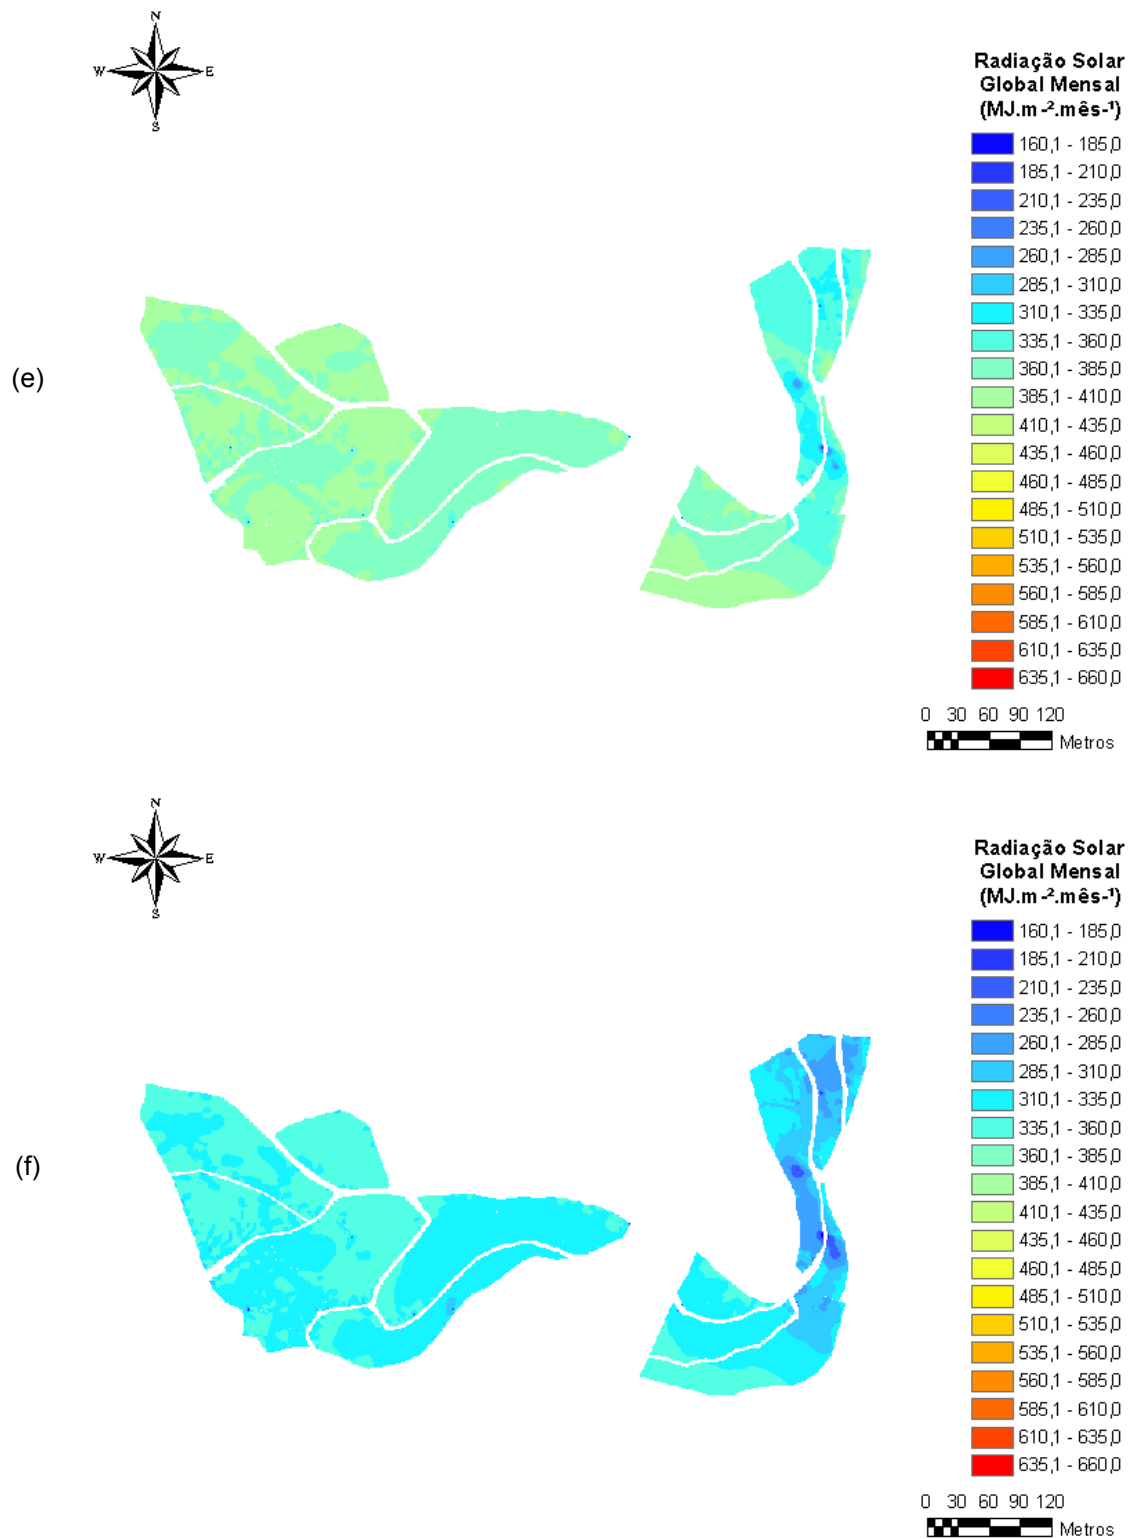 N
W E
S
Radiação Solar
Global Mensal
(MJ.m-².mês-¹)
160,1 - 185,0
185,1 - 210,0
210,1 - 235,0
235,1 - 260,0
260,1 - 285,0
285,1 - 310,0
310,1 - 335,0
335,1 - 360,0
(e)
360,1 - 385,0
385,1 - 410,0
410,1 - 435,0
435,1 - 460,0
460,1 - 485,0
485,1 - 510,0
510,1 - 535,0
535,1 - 560,0
560,1 - 585,0
585,1 - 610,0
610,1 - 635,0
635,1 - 660,0
0 30 60 90 120
Metros
N
W E
S
Radiação Solar
Global Mensal
(MJ.m-².mês-¹)
160,1 - 185,0
185,1 - 210,0
210,1 - 235,0
235,1 - 260,0
260,1 - 285,0
285,1 - 310,0
310,1 - 335,0
335,1 - 360,0
(f)
360,1 - 385,0
385,1 - 410,0
410,1 - 435,0
435,1 - 460,0
460,1 - 485,0
485,1 - 510,0
510,1 - 535,0
535,1 - 560,0
560,1 - 585,0
585,1 - 610,0
610,1 - 635,0
635,1 - 660,0
0 30 60 90 120
Metros